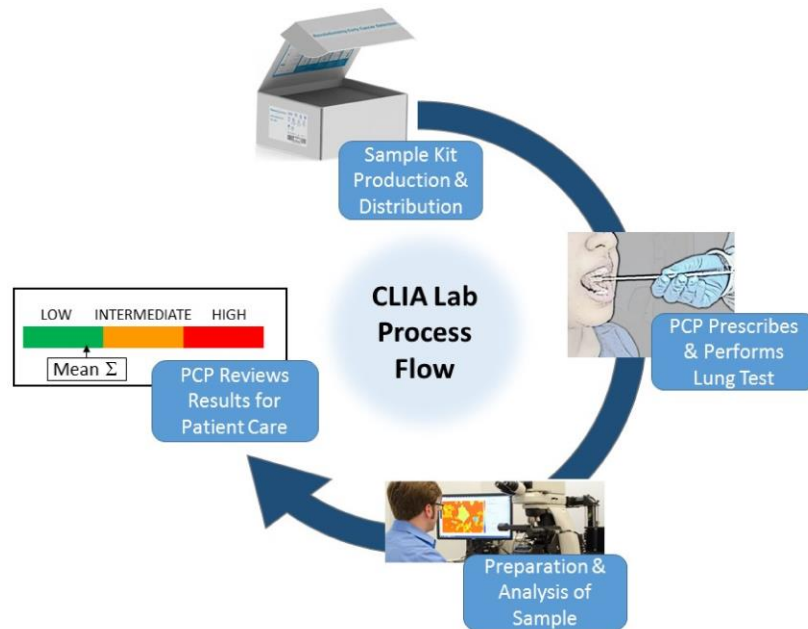 Sample Kit
Production &
Distribution
CLIA Lab
Process
Flow
PCP Prescribes
& Performs
Lung Test
LOW INTERMEDIATE HIGH
Mean Σ
PCP Reviews
Results for
Patient Care
Preparation &
Analysis of
Sample